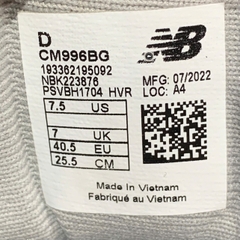 D
CM996BG
193362195092
NBK223876
PSVBH1704 HVR
MFG: 07/2022
LOC: A4
7.5 US
7 UK
40.5 EU
25.5 CM
Made in Vietnam
Fabriqué au Vietnam